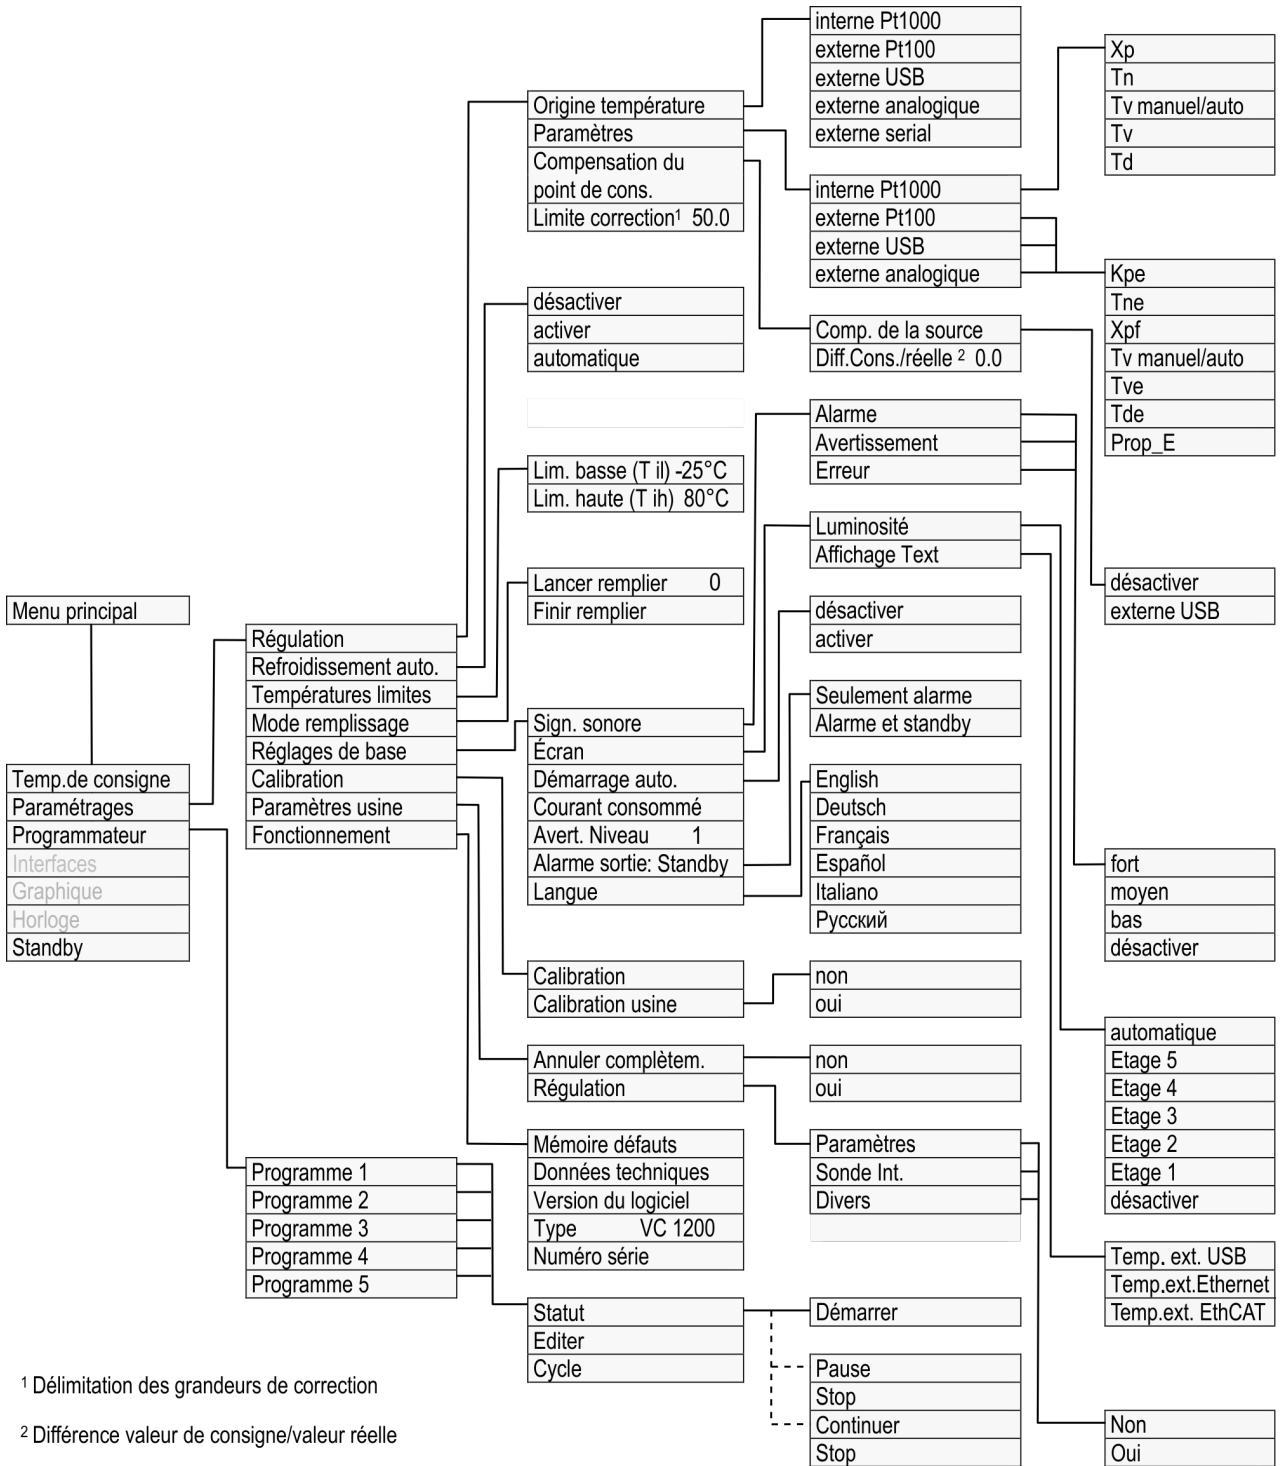 Menu principal
Temp.de consigne
Paramétrages
Programmateur
Interfaces
Graphique
Horloge
Standby
Régulation
Refroidissement auto.
Températures limites
Mode remplissage
Réglages de base
Calibration
Paramètres usine
Fonctionnement
Programme 1
Programme 2
Programme 3
Programme 4
Programme 5
Origine température
Paramètres
Compensation du
point de cons.
Limite correction¹ 50.0
désactiver
activer
automatique
Lim. basse (T il) -25°C
Lim. haute (T ih) 80°C
Lancer remplier 0
Finir remplier
Sign. sonore
Écran
Démarrage auto.
Courant consommé
Avert. Niveau 1
Alarme sortie: Standby
Langue
Calibration
Calibration usine
Annuler complètem.
Régulation
Mémoire défauts
Données techniques
Version du logiciel
Type VC 1200
Numéro série
Statut
Editer
Cycle
interne Pt1000
externe Pt100
externe USB
externe analogique
externe serial
interne Pt1000
externe Pt100
externe USB
externe analogique
Comp. de la source
Diff.Cons./réelle ² 0.0
Alarme
Avertissement
Erreur
Luminosité
Affichage Text
désactiver
activer
Seulement alarme
Alarme et standby
English
Deutsch
Français
Español
Italiano
Русский
non
oui
non
oui
Paramètres
Sonde Int.
Divers
Démarrer
Pause
Stop
Continuer
Stop
Xp
Tn
Tv manuel/auto
Tv
Td
Kpe
Tne
Xpf
Tv manuel/auto
Tve
Tde
Prop_E
désactiver
externe USB
fort
moyen
bas
désactiver
automatique
Etage 5
Etage 4
Etage 3
Etage 2
Etage 1
désactiver
Temp. ext. USB
Temp.ext.Ethernet
Temp.ext. EthCAT
Non
Oui
¹ Délimitation des grandeurs de correction
² Différence valeur de consigne/valeur réelle